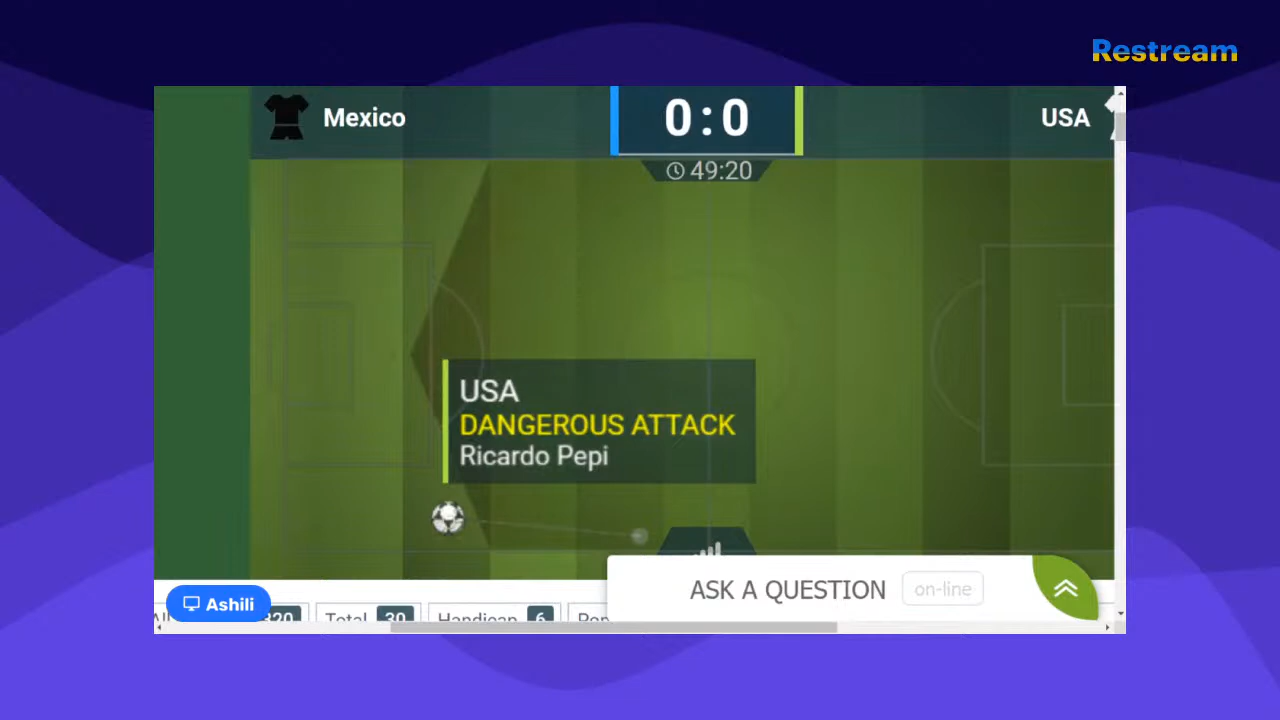 Restream
Mexico
0:0
USA
49:20
USA
DANGEROUS ATTACK
Ricardo Pepi
ASK A QUESTION
on-line
Ashili
Total 30
Handicap 6